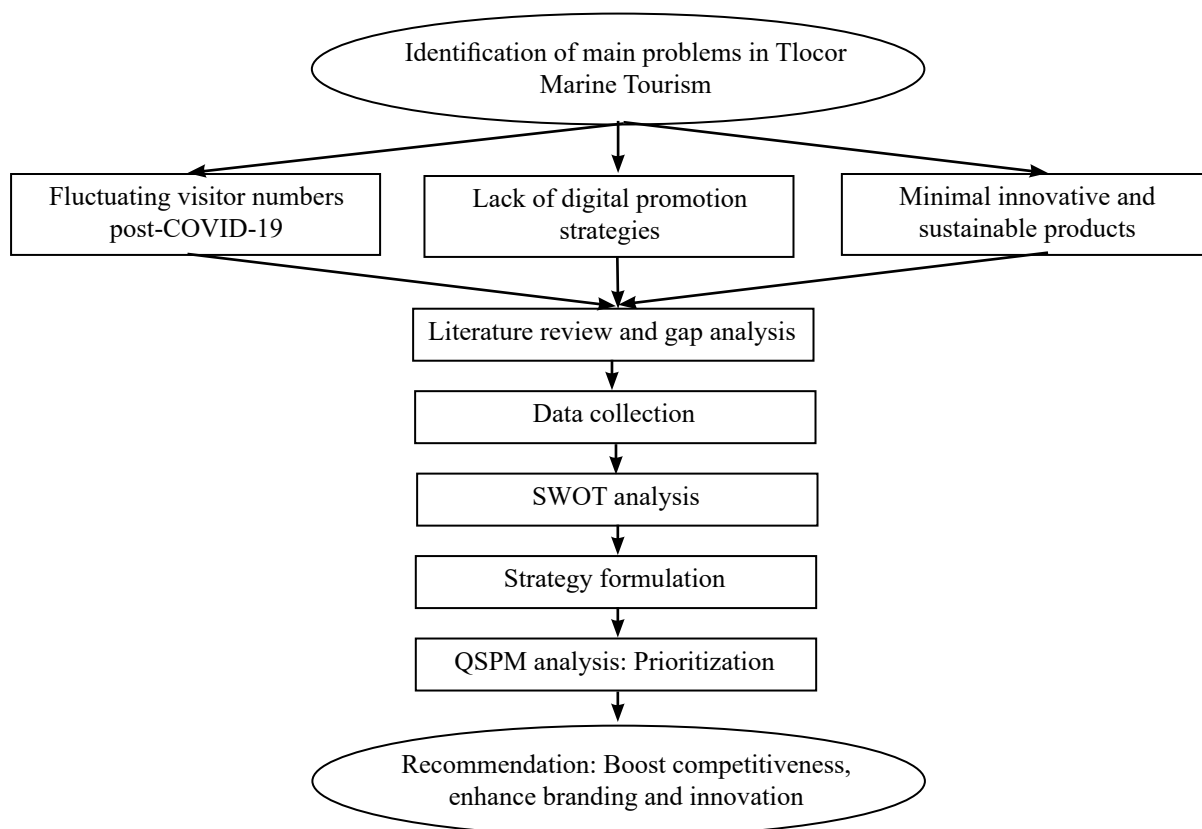 Identification of main problems in Tlocor
Marine Tourism
Fluctuating visitor numbers
post-COVID-19
Lack of digital promotion
strategies
Minimal innovative and
sustainable products
Literature review and gap analysis
Data collection
SWOT analysis
Strategy formulation
QSPM analysis: Prioritization
Recommendation: Boost competitiveness,
enhance branding and innovation